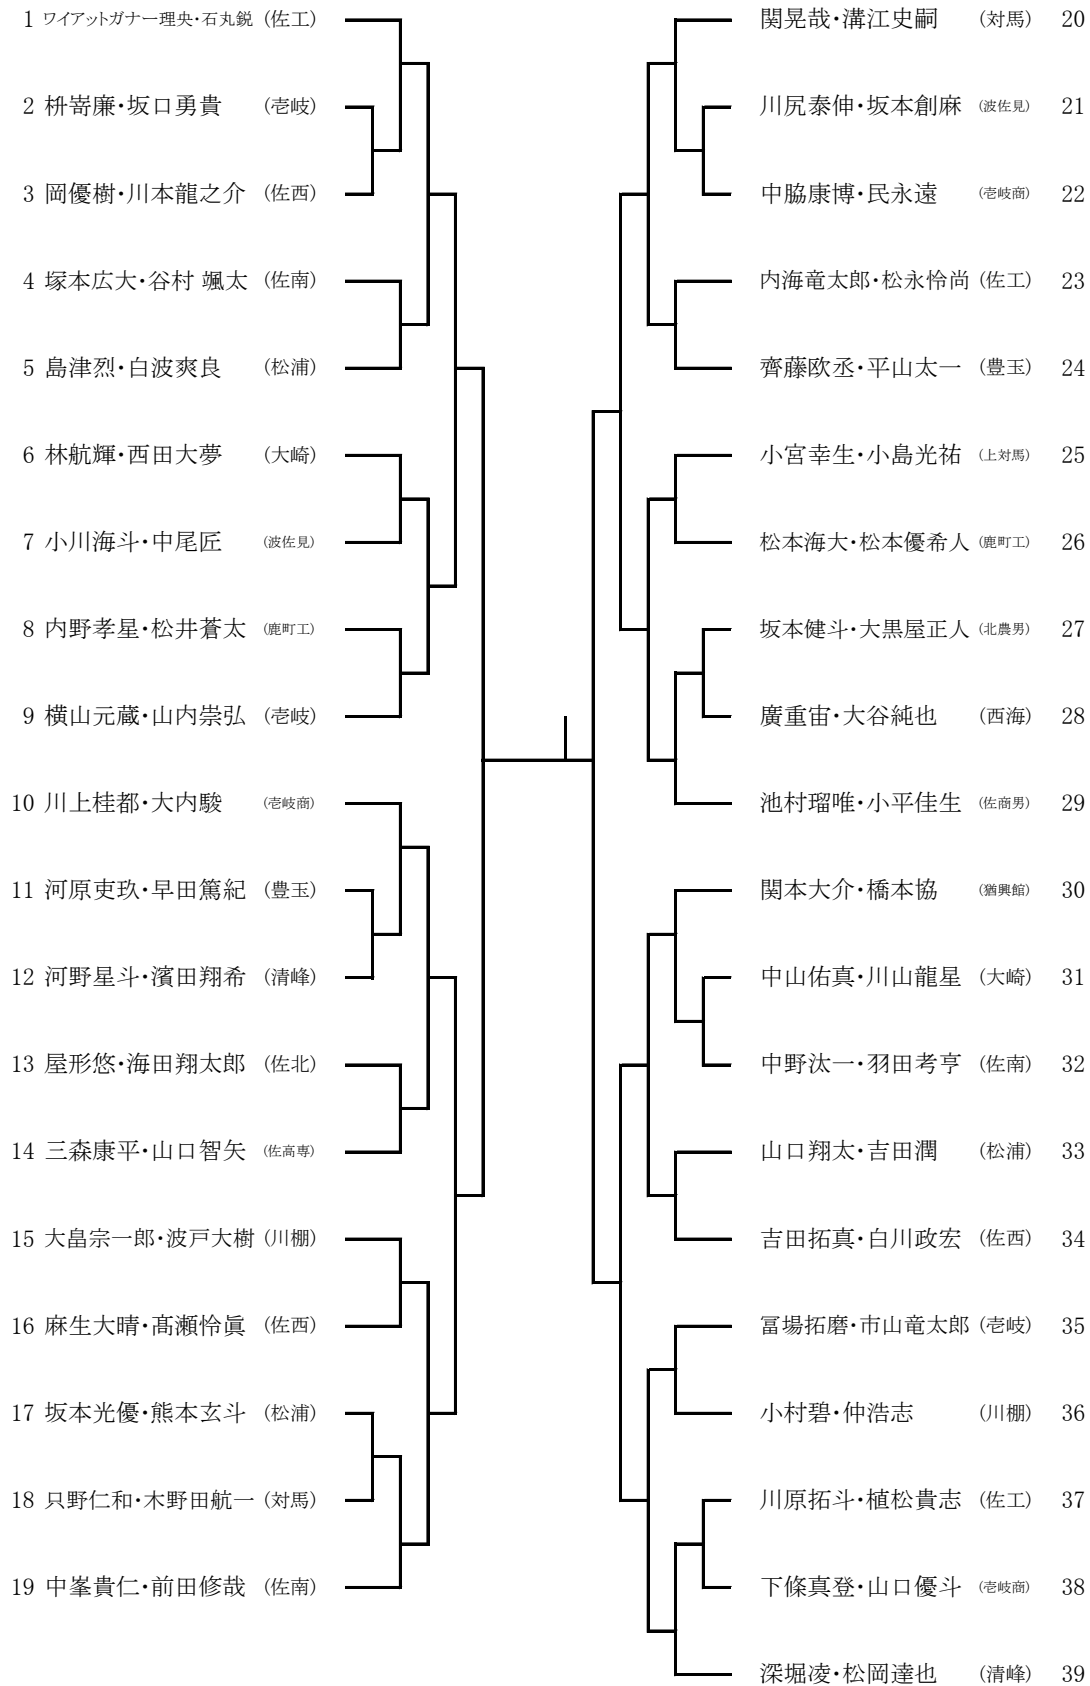 1 ワイアットガナー理央・石丸鋭 (佐工)
2 枡嵜廉・坂口勇貴 (壱岐)
3 岡優樹・川本龍之介 (佐西)
4 塚本広大・谷村 颯太 (佐南)
5 島津烈・白波爽良 (松浦)
6 林航輝・西田大夢 (大崎)
7 小川海斗・中尾匠 (波佐見)
8 内野孝星・松井蒼太 (鹿町工)
9 横山元蔵・山内崇弘 (壱岐)
10 川上桂都・大内駿 (壱岐商)
11 河原吏玖・早田篤紀 (豊玉)
12 河野星斗・濱田翔希 (清峰)
13 屋形悠・海田翔太郎 (佐北)
14 三森康平・山口智矢 (佐高専)
15 大畠宗一郎・波戸大樹 (川棚)
16 麻生大晴・髙瀬怜眞 (佐西)
17 坂本光優・熊本玄斗 (松浦)
18 只野仁和・木野田航一 (対馬)
19 中峯貴仁・前田修哉 (佐南)
関晃哉・溝江史嗣 (対馬) 20
川尻泰伸・坂本創麻 (波佐見) 21
中脇康博・民永遠 (壱岐商) 22
内海竜太郎・松永怜尚 (佐工) 23
齊藤欧丞・平山太一 (豊玉) 24
小宮幸生・小島光祐 (上対馬) 25
松本海大・松本優希人 (鹿町工) 26
坂本健斗・大黒屋正人 (北農男) 27
廣重宙・大谷純也 (西海) 28
池村瑠唯・小平佳生 (佐商男) 29
関本大介・橋本協 (猶興館) 30
中山佑真・川山龍星 (大崎) 31
中野汰一・羽田考亨 (佐南) 32
山口翔太・吉田潤 (松浦) 33
吉田拓真・白川政宏 (佐西) 34
冨場拓磨・市山竜太郎 (壱岐) 35
小村碧・仲浩志 (川棚) 36
川原拓斗・植松貴志 (佐工) 37
下條真登・山口優斗 (壱岐商) 38
深堀凌・松岡達也 (清峰) 39